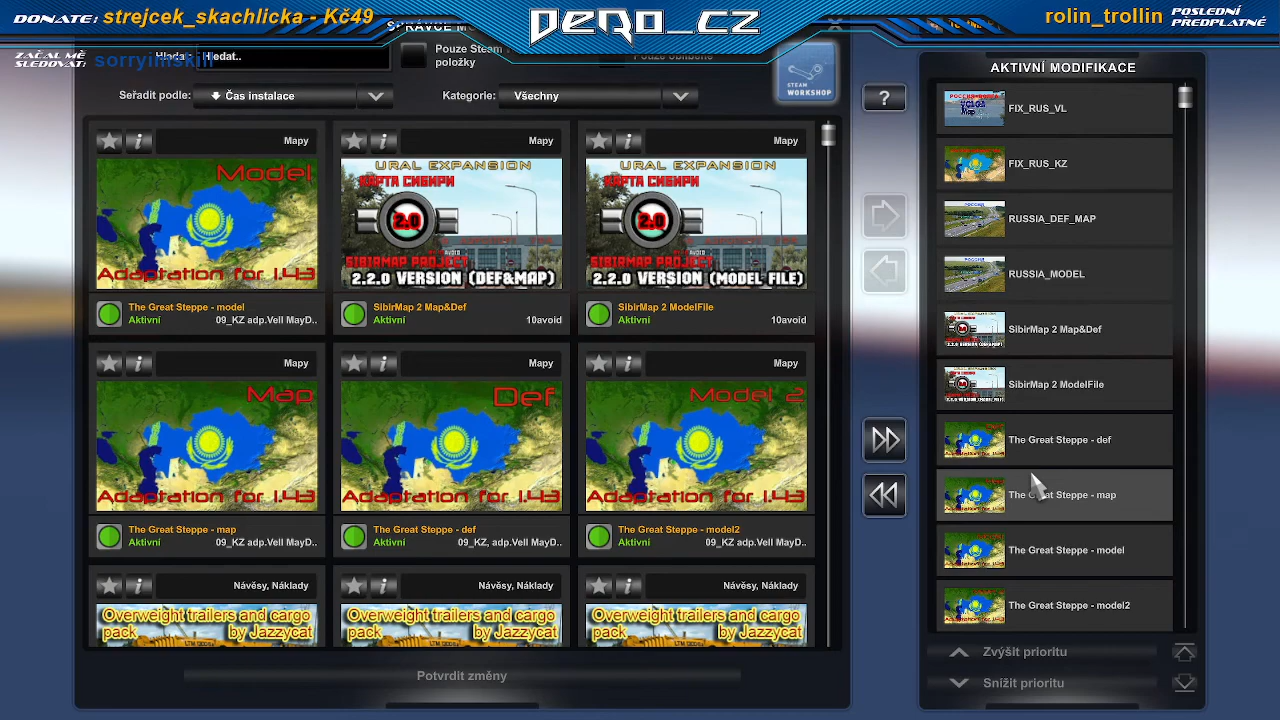 DONATE: strejcek_skachlicka - Kč49
DeRo_cz
rolin_trollin POSLEDNÍ PŘEDPLATNÉ
ZAČAL MĚ SLEDOVAT: sorryimskill
Pouze Steam
položky
STEAM
WORKSHOP
Seřadit podle:
Čas instalace
Kategorie:
Všechny
?
AKTIVNÍ MODIFIKACE
Mapy
Model
Adaptation for 1.43
The Great Steppe - model
Aktivní
09_KZ adp.Vell MayD..
Mapy
URAL EXPANSION
КАРТА СИБИРИ
2.0
SIBIRMAP PROJECT
2.2.0 VERSION (DEF&MAP)
SibirMap 2 Map&Def
Aktivní
10avoid
Mapy
URAL EXPANSION
КАРТА СИБИРИ
2.0
SIBIRMAP PROJECT
2.2.0 VERSION (MODEL FILE)
SibirMap 2 ModelFile
Aktivní
10avoid
Mapy
Map
Adaptation for 1.43
The Great Steppe - map
Aktivní
09_KZ adp.Vell MayD..
Mapy
Def
Adaptation for 1.43
The Great Steppe - def
Aktivní
09_KZ, adp.Vell MayD..
Mapy
Model 2
Adaptation for 1.43
The Great Steppe - model2
Aktivní
09_KZ adp.Vell MayD..
Návěsy, Náklady
Overweight trailers and cargo
pack by Jazzycat
Návěsy, Náklady
Overweight trailers and cargo
pack by Jazzycat
Návěsy, Náklady
Overweight trailers and cargo
pack by Jazzycat
Potvrdit změny
FIX_RUS_VL
FIX_RUS_KZ
RUSSIA_DEF_MAP
RUSSIA_MODEL
SibirMap 2 Map&Def
SibirMap 2 ModelFile
The Great Steppe - def
The Great Steppe - map
The Great Steppe - model
The Great Steppe - model2
Zvýšit prioritu
Snížit prioritu